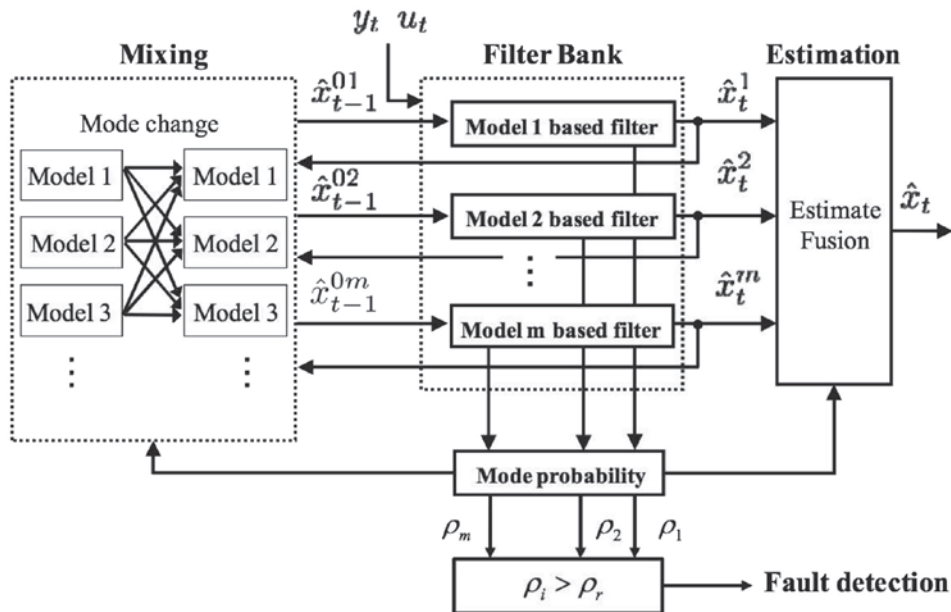 y_t u_t
Mixing
Filter Bank
Estimation
Mode change
Model 1
Model 1
Model 2
Model 2
Model 3
Model 3
⋮
⋮
x̂_{t-1}^{01}
x̂_{t-1}^{02}
x̂_{t-1}^{0m}
Model 1 based filter
Model 2 based filter
⋮
Model m based filter
x̂_t^1
x̂_t^2
x̂_t^m
Estimate
Fusion
x̂_t
Mode probability
ρ_m
ρ_2
ρ_1
ρ_i > ρ_r
Fault detection